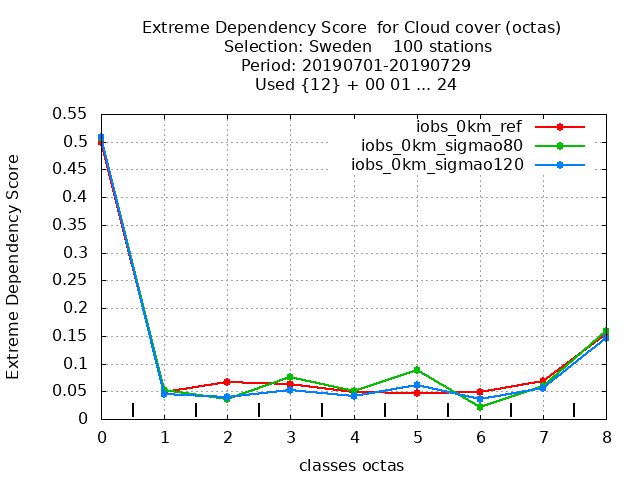 Extreme Dependency Score  for Cloud cover (octas)
Selection: Sweden    100 stations
Period: 20190701-20190729
Used {12} + 00 01 ... 24
iobs_0km_ref
iobs_0km_sigmao80
iobs_0km_sigmao120
Extreme Dependency Score
0.55
0.5
0.45
0.4
0.35
0.3
0.25
0.2
0.15
0.1
0.05
0
0 1 2 3 4 5 6 7 8
classes octas